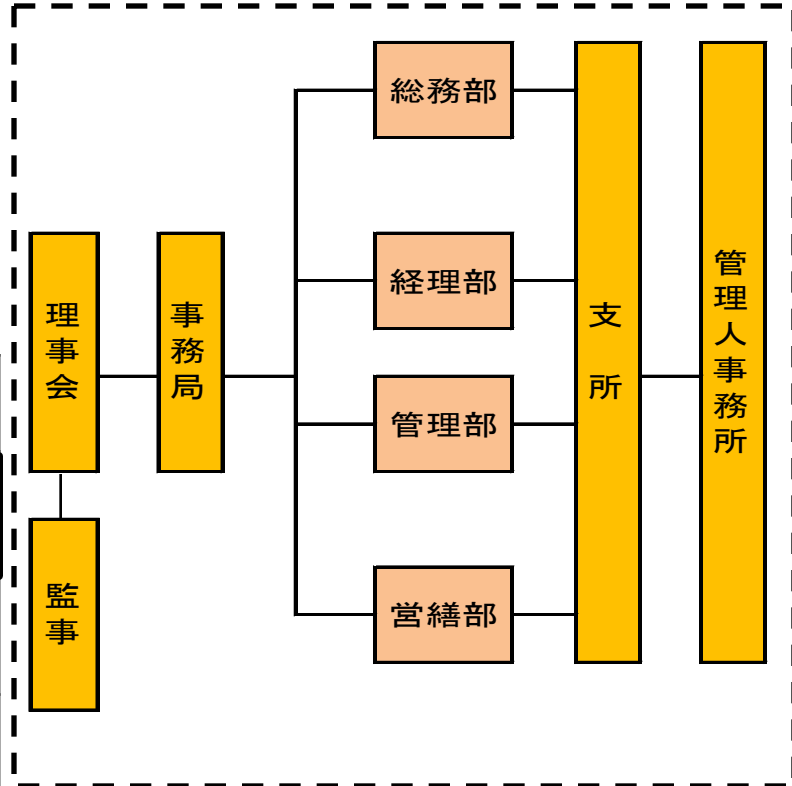 総務部
経理部
管理部
営繕部
理事会
事務局
監事
支所
管理人事務所